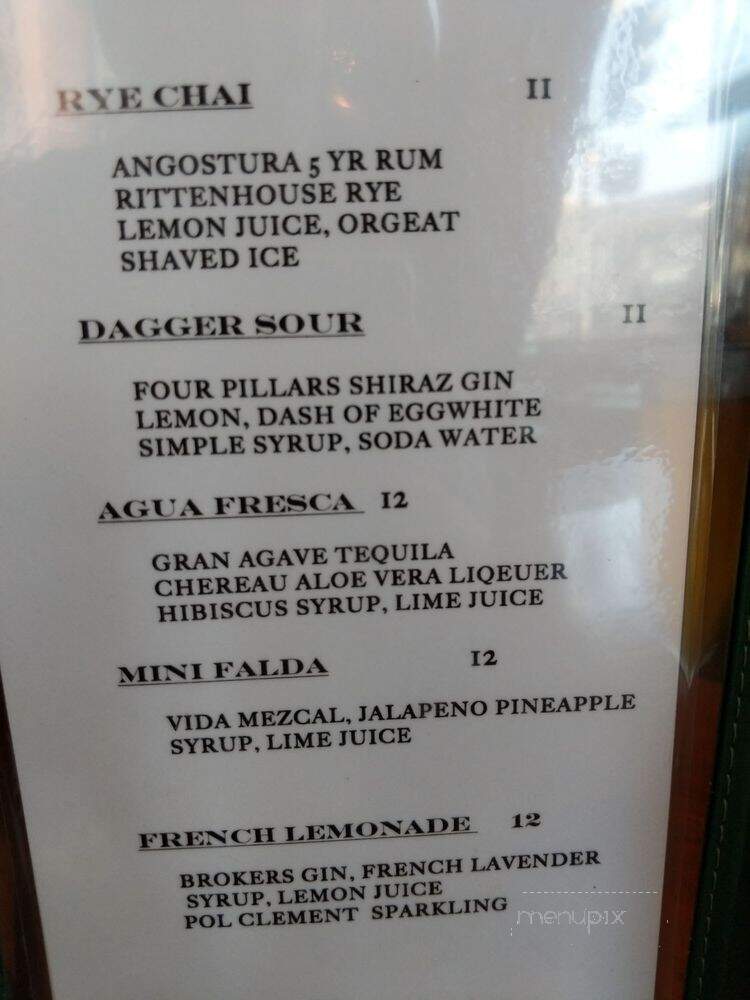 RYE CHAI 11
ANGOSTURA 5 YR RUM
RITTENHOUSE RYE
LEMON JUICE, ORGEAT
SHAVED ICE
DAGGER SOUR 11
FOUR PILLARS SHIRAZ GIN
LEMON, DASH OF EGGWHITE
SIMPLE SYRUP, SODA WATER
AGUA FRESCA 12
GRAN AGAVE TEQUILA
CHEREAU ALOE VERA LIQEUER
HIBISCUS SYRUP, LIME JUICE
MINI FALDA 12
VIDA MEZCAL, JALAPENO PINEAPPLE
SYRUP, LIME JUICE
FRENCH LEMONADE 12
BROKERS GIN, FRENCH LAVENDER
SYRUP, LEMON JUICE
POL CLEMENT SPARKLING
menupix